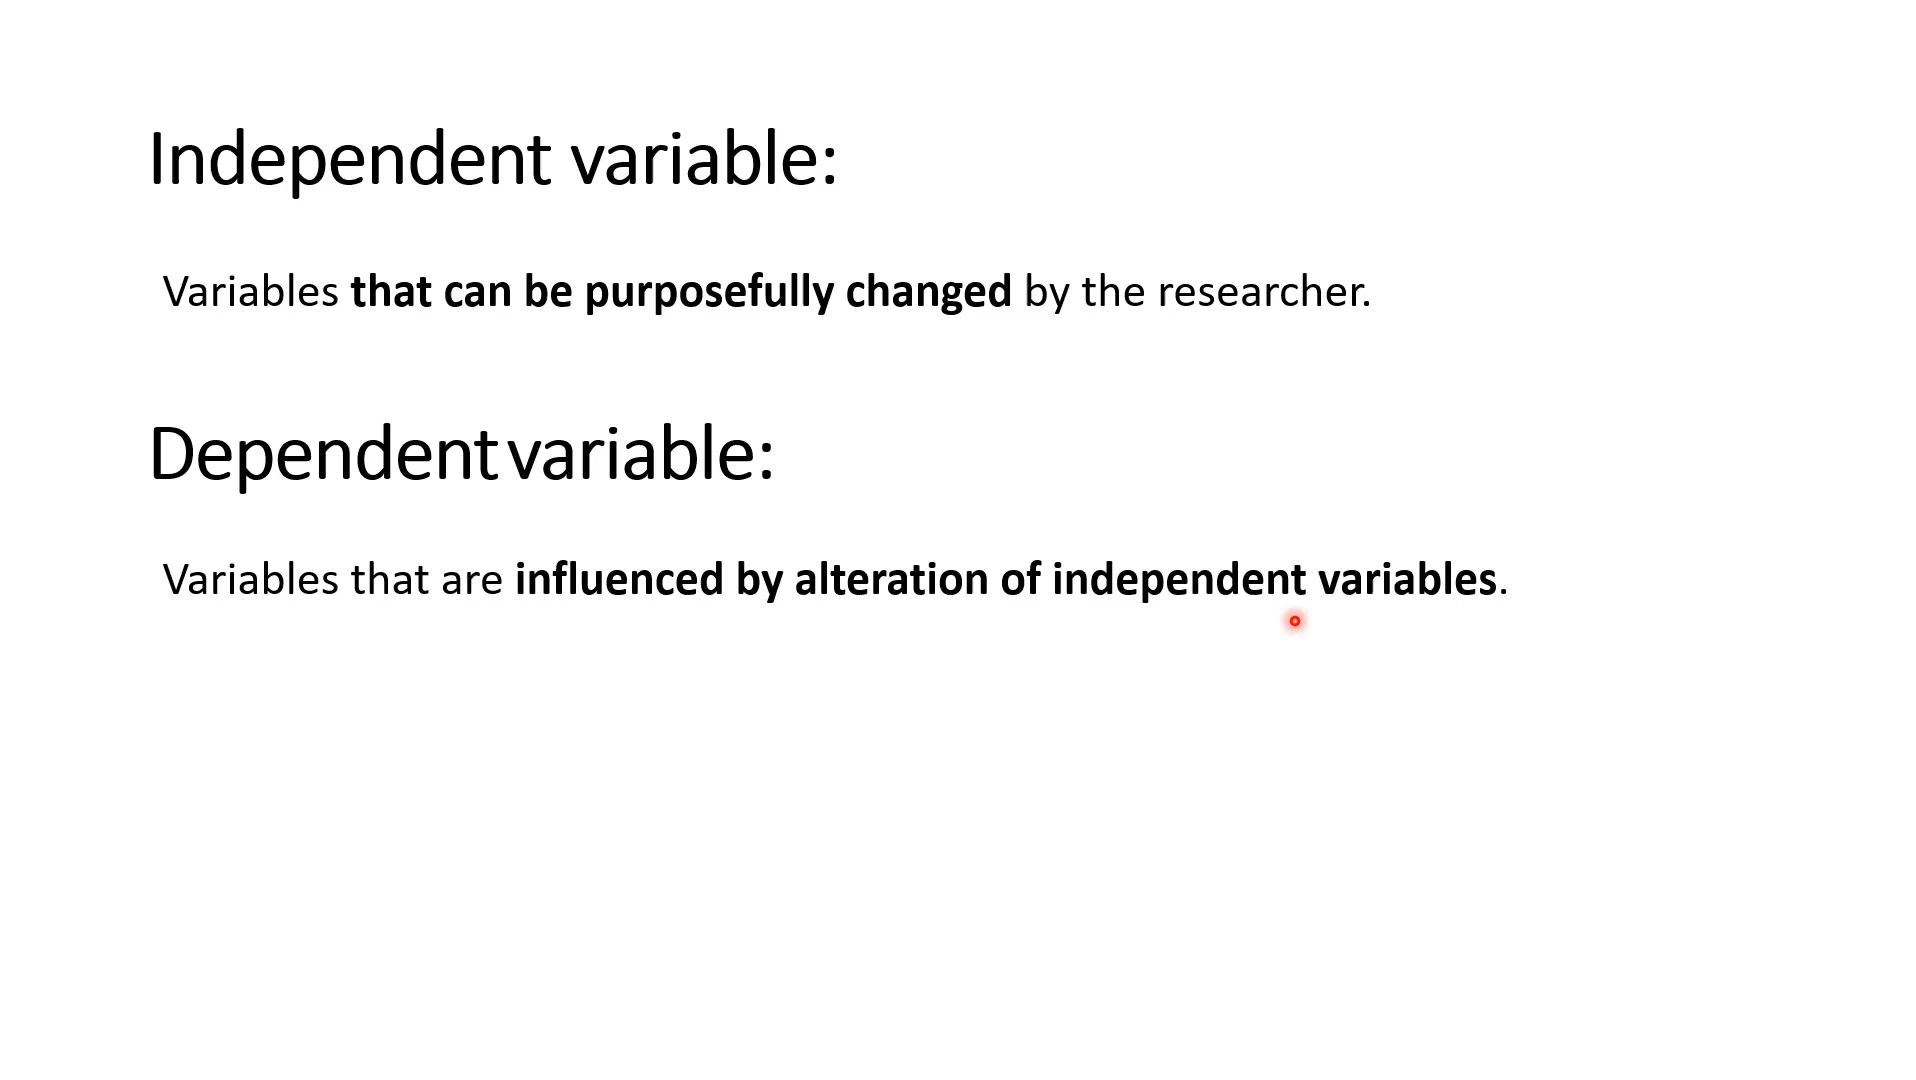 Independent variable:
Variables that can be purposefully changed by the researcher.
Dependent variable:
Variables that are influenced by alteration of independent variables.